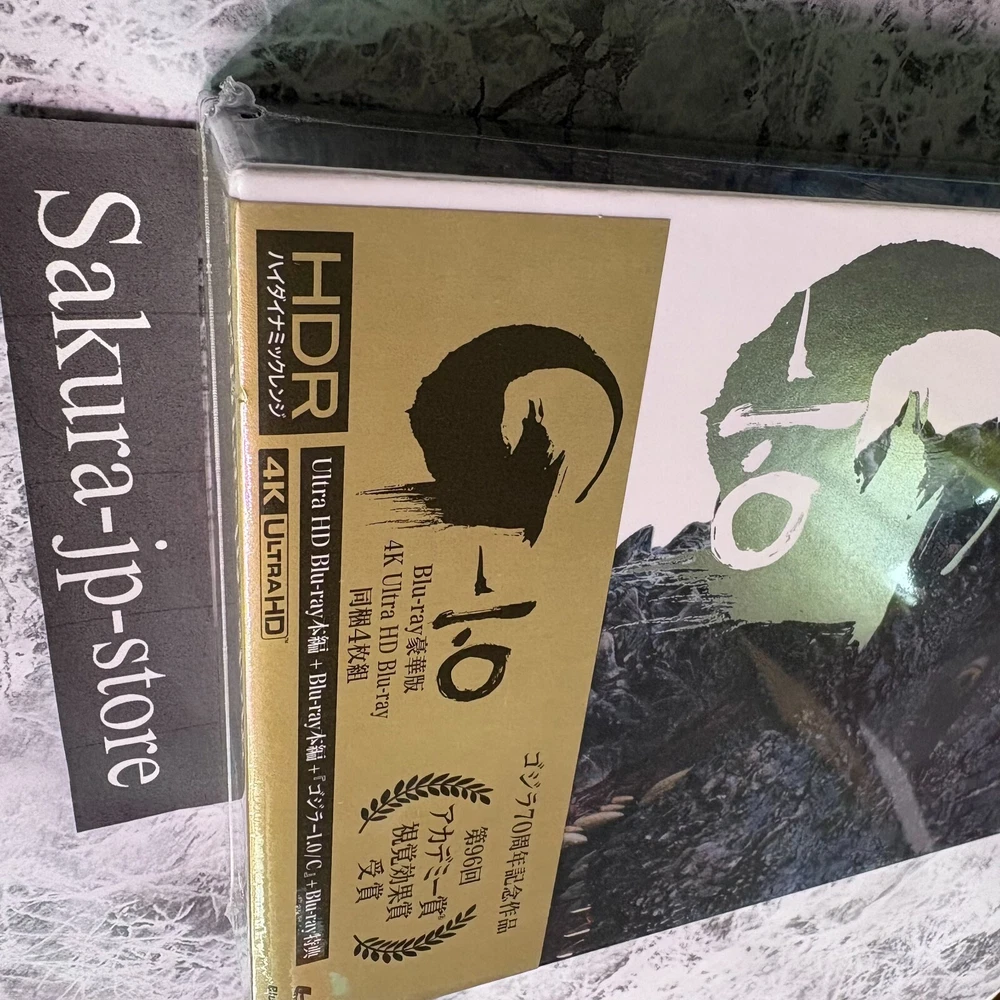 Sakura-jp-store
HDR
ハイダイナミックレンジ
4K ULTRA HD
Ultra HD Blu-ray本編 + Blu-ray本編 +『ゴジラ-1.0/C』+ Blu-ray特典
G-1.0
Blu-ray豪華版
4K Ultra HD Blu-ray
同梱4枚組
ゴジラ70周年記念作品
第96回
アカデミー賞®
視覚効果賞
受賞
-1.0